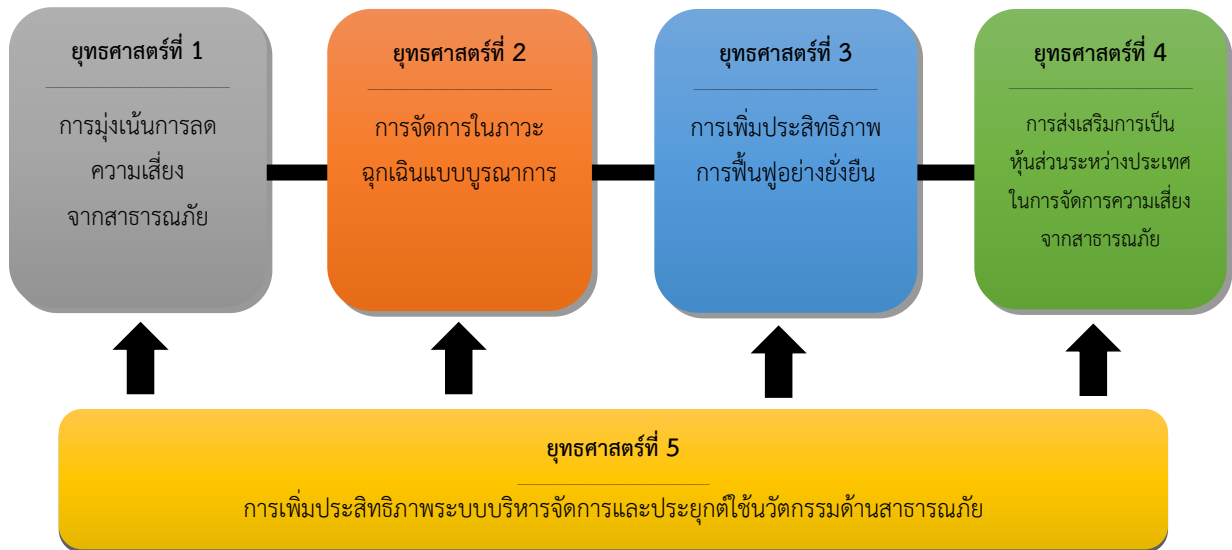 ยุทธศาสตร์ที่ 1
การมุ่งเน้นการลด
ความเสี่ยง
จากสาธารณภัย
ยุทธศาสตร์ที่ 2
การจัดการในภาวะ
ฉุกเฉินแบบบูรณาการ
ยุทธศาสตร์ที่ 3
การเพิ่มประสิทธิภาพ
การฟื้นฟูอย่างยั่งยืน
ยุทธศาสตร์ที่ 4
การส่งเสริมการเป็น
หุ้นส่วนระหว่างประเทศ
ในการจัดการความเสี่ยง
จากสาธารณภัย
ยุทธศาสตร์ที่ 5
การเพิ่มประสิทธิภาพระบบบริหารจัดการและประยุกต์ใช้นวัตกรรมด้านสาธารณภัย